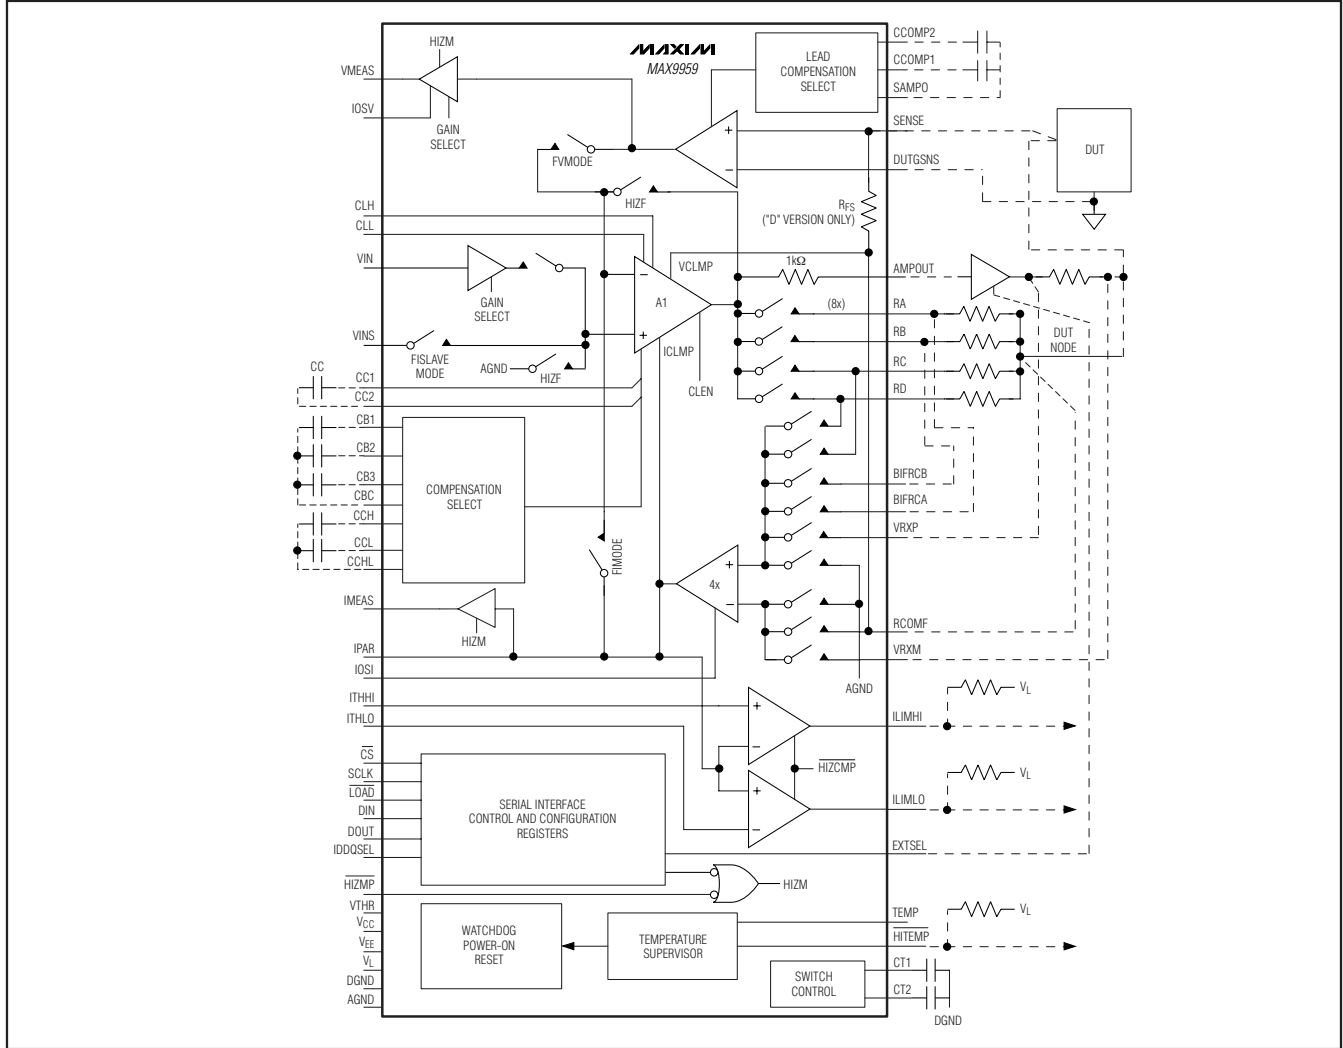 MAXIM
MAX9959
HIZM
VMEAS
IOSV
GAIN
SELECT
LEAD
COMPENSATION
SELECT
CCOMP2
CCOMP1
SAMPO
SENSE
DUTGSNS
DUT
+
−
FVMODE
HIZF
RFS
("D" VERSION ONLY)
CLH
CLL
VIN
GAIN
SELECT
VINS
FISLAVE
MODE
AGND
HIZF
−
A1
+
VCLMP
ICLMP
CLEN
1kΩ
(8x)
AMPOUT
RA
RB
RC
RD
DUT
NODE
CC
CC1
CC2
CB1
CB2
CB3
CBC
CCH
CCL
CCHL
COMPENSATION
SELECT
BIFRCB
BIFRCA
VRXP
FIMODE
+
4x
−
IMEAS
HIZM
RCOMF
VRXM
AGND
IPAR
IOSI
ITHHI
ITHLO
+
−
+
−
HIZCMP
ILIMHI
VL
ILIMLO
VL
EXTSEL
CS
SCLK
LOAD
DIN
DOUT
IDDQSEL
SERIAL INTERFACE
CONTROL AND CONFIGURATION
REGISTERS
HIZMP
HIZM
VTHR
VCC
VEE
VL
DGND
AGND
WATCHDOG
POWER-ON
RESET
TEMPERATURE
SUPERVISOR
TEMP
HITEMP
VL
SWITCH
CONTROL
CT1
CT2
DGND